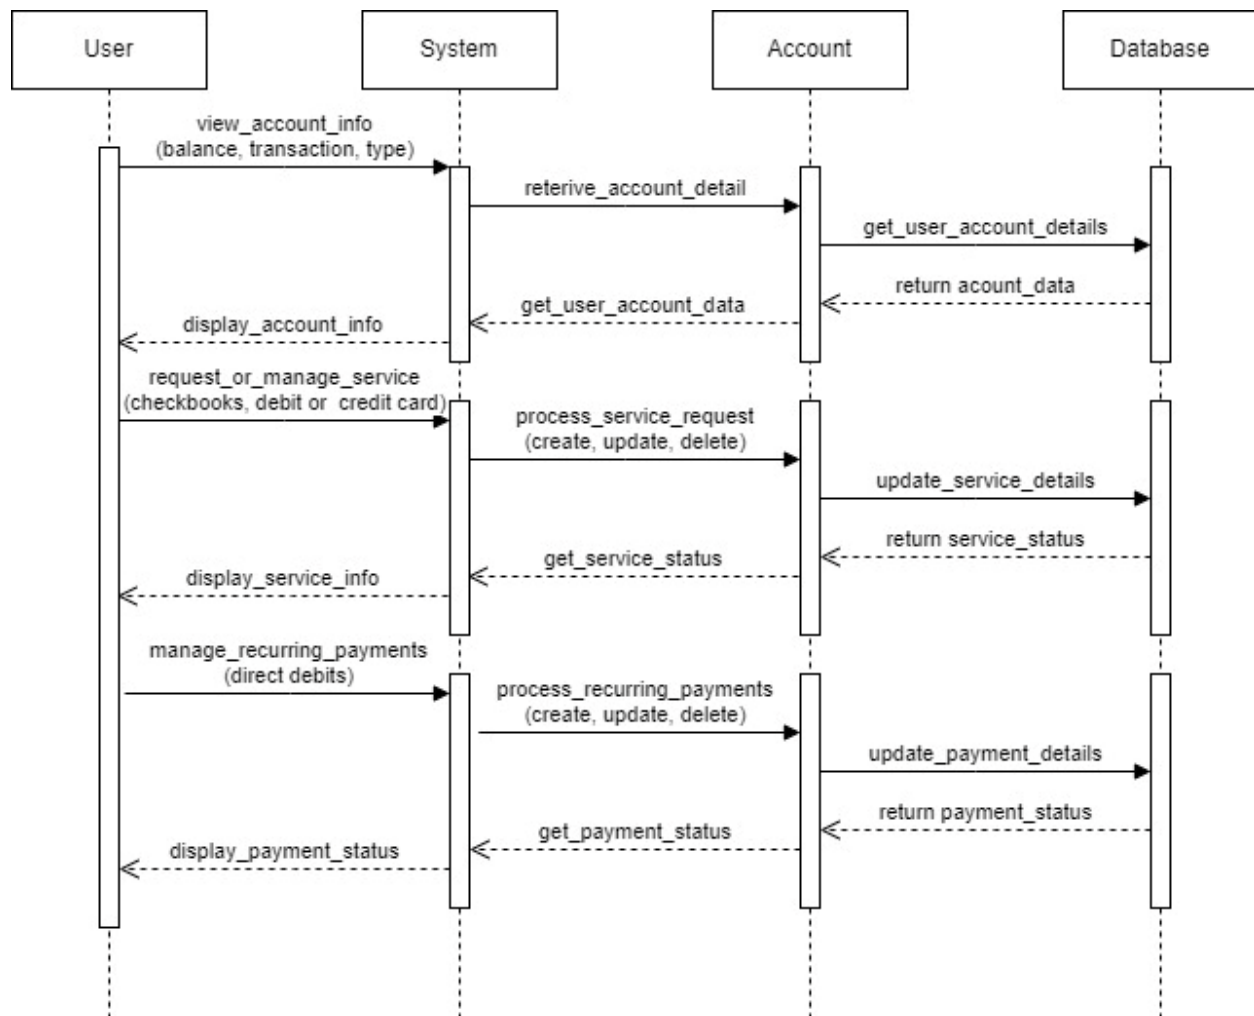 User
System
Account
Database
view_account_info
(balance, transaction, type)
reterive_account_detail
get_user_account_details
return acount_data
get_user_account_data
display_account_info
request_or_manage_service
(checkbooks, debit or  credit card)
process_service_request
(create, update, delete)
update_service_details
return service_status
get_service_status
display_service_info
manage_recurring_payments
(direct debits)
process_recurring_payments
(create, update, delete)
update_payment_details
return payment_status
get_payment_status
display_payment_status